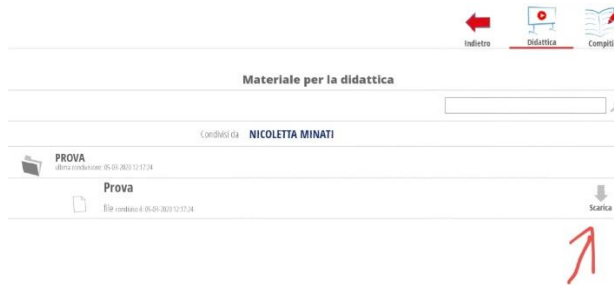 Indietro Didattica Compiti
Materiale per la didattica
Condivisi da NICOLETTA MINATI
PROVA
ultima condivisione: 05-03-2020 12:17:24
Prova
file condiviso il: 05-03-2020 12:17:24
Scarica